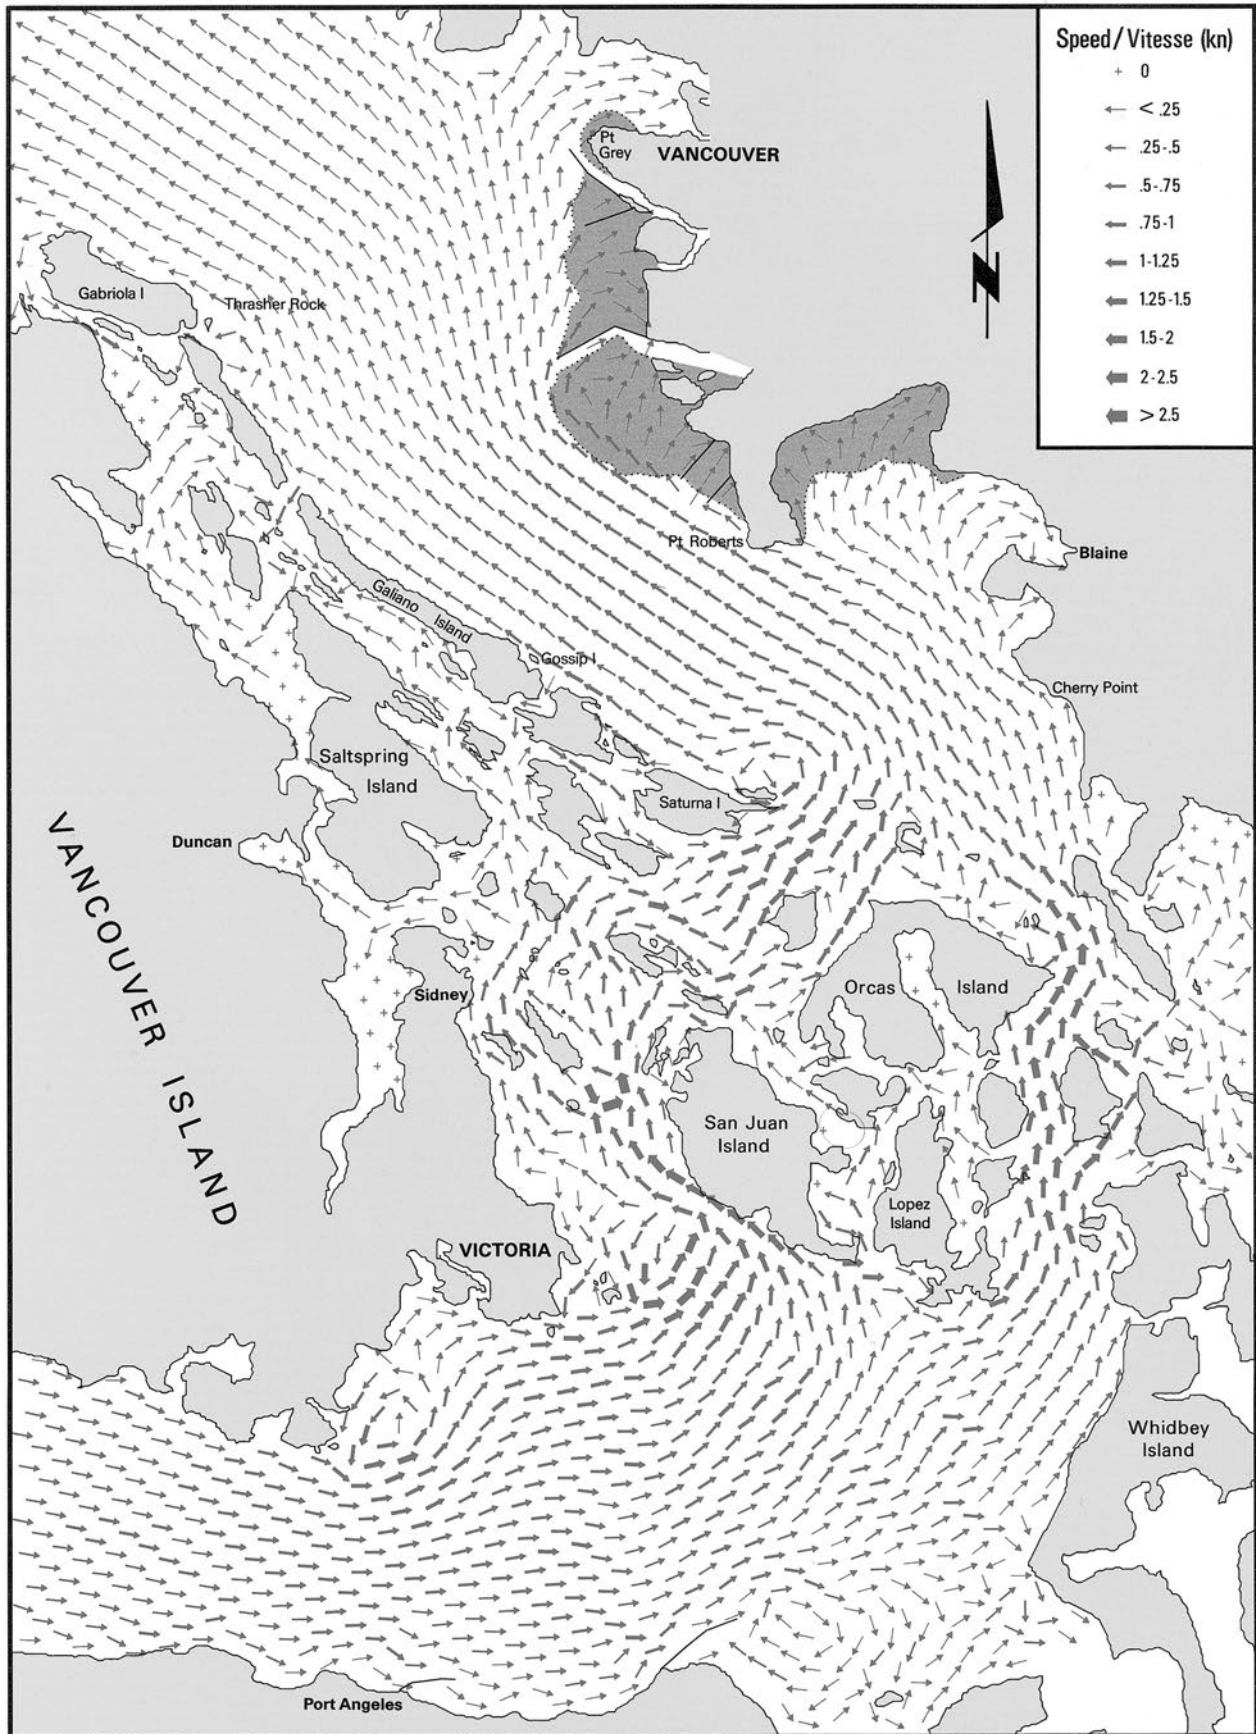 Speed/Vitesse (kn)
0
< .25
.25-.5
.5-.75
.75-1
1-1.25
1.25-1.5
1.5-2
2-2.5
> 2.5
N
Pt
Grey
VANCOUVER
Gabriola I
Thrasher Rock
Pt Roberts
Blaine
Galiano
Island
Gossip I
Cherry Point
Saltspring
Island
Saturna I
Duncan
VANCOUVER ISLAND
Sidney
Orcas
Island
San Juan
Island
Lopez
Island
VICTORIA
Whidbey
Island
Port Angeles